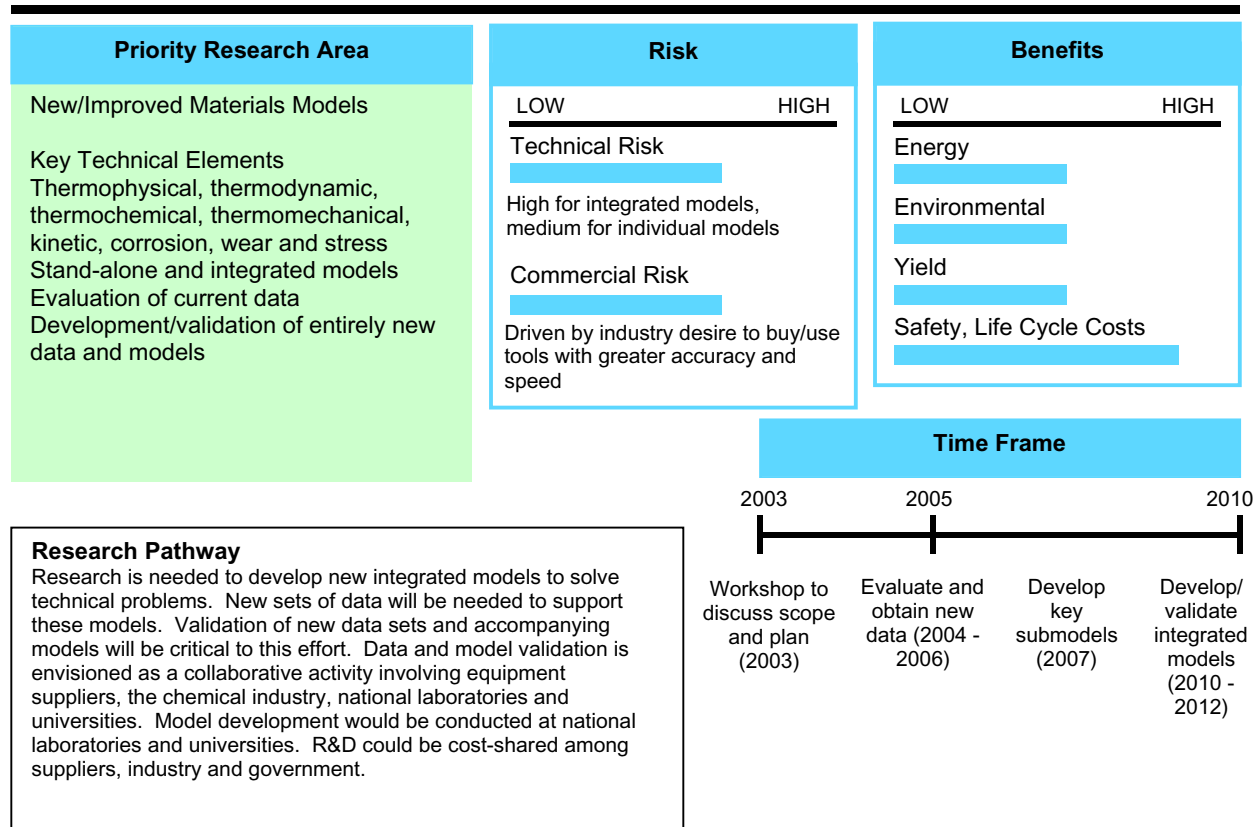 Priority Research Area
New/Improved Materials Models
Key Technical Elements
Thermophysical, thermodynamic,
thermochemical, thermomechanical,
kinetic, corrosion, wear and stress
Stand-alone and integrated models
Evaluation of current data
Development/validation of entirely new
data and models
Risk
LOW HIGH
Technical Risk
High for integrated models,
medium for individual models
Commercial Risk
Driven by industry desire to buy/use
tools with greater accuracy and
speed
Benefits
LOW HIGH
Energy
Environmental
Yield
Safety, Life Cycle Costs
Time Frame
2003 2005 2010
Workshop to
discuss scope
and plan
(2003)
Evaluate and
obtain new
data (2004 -
2006)
Develop
key
submodels
(2007)
Develop/
validate
integrated
models
(2010 -
2012)
Research Pathway
Research is needed to develop new integrated models to solve
technical problems. New sets of data will be needed to support
these models. Validation of new data sets and accompanying
models will be critical to this effort. Data and model validation is
envisioned as a collaborative activity involving equipment
suppliers, the chemical industry, national laboratories and
universities. Model development would be conducted at national
laboratories and universities. R&D could be cost-shared among
suppliers, industry and government.